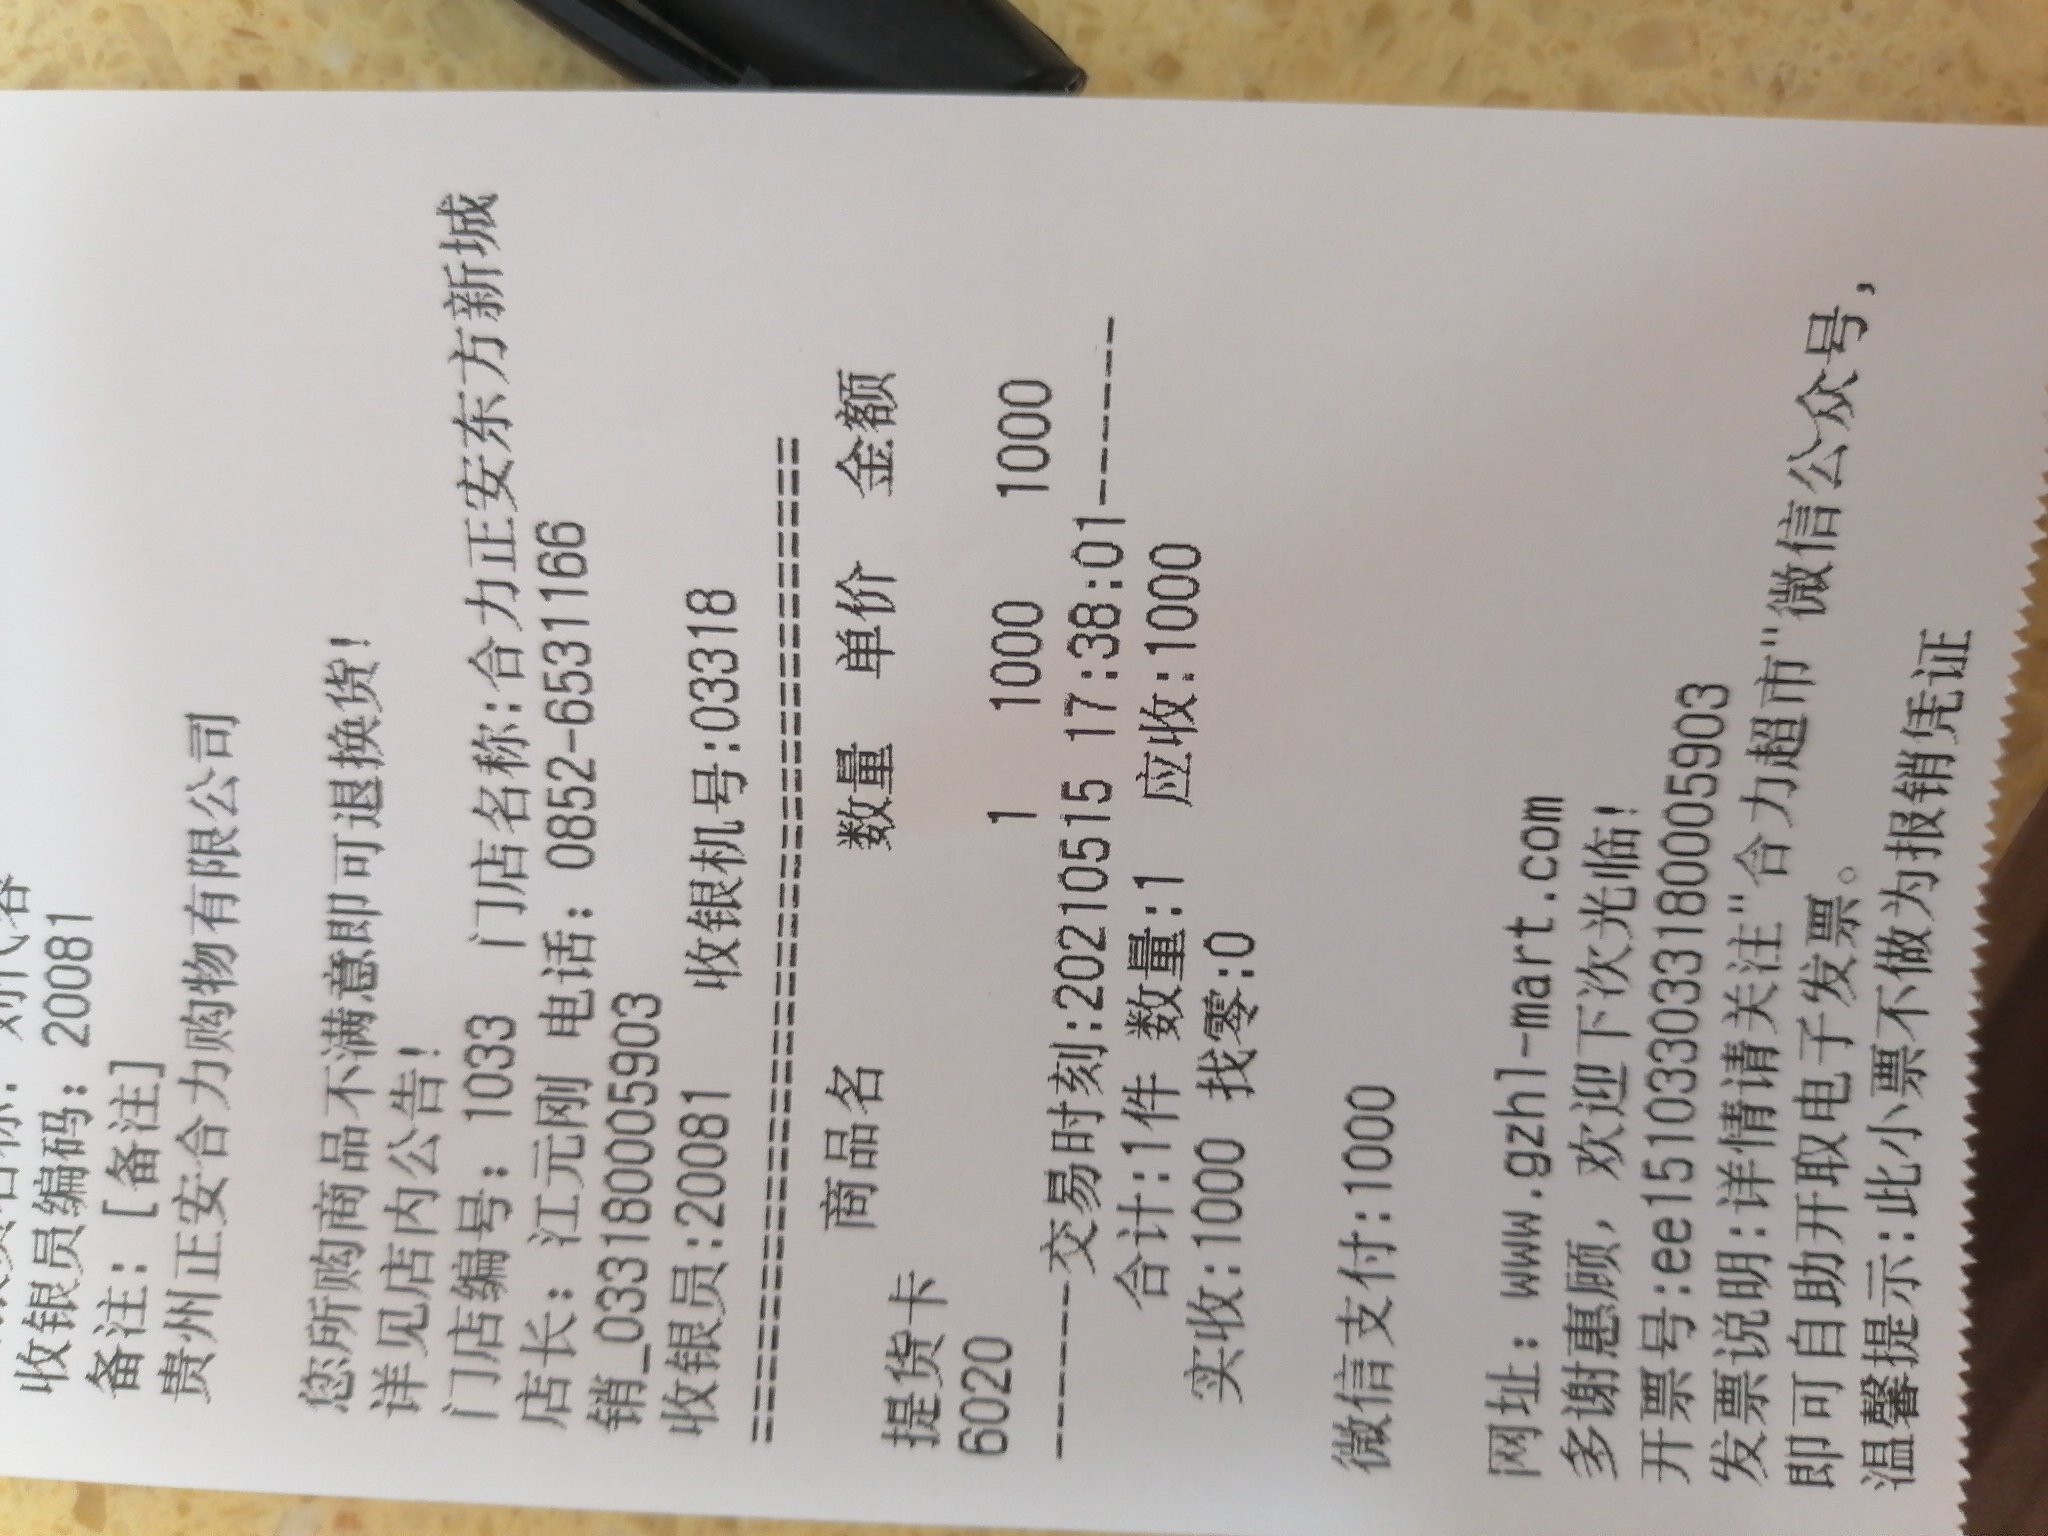 收银员编码: 20081
备注: [备注]
贵州正安合力购物有限公司
您所购商品不满意即可退换货!
详见店内公告!
门店编号: 1033 门店名称:合力正安东方新城
店长: 江元刚 电话: 0852-6531166
销_0331800005903
收银员:20081 收银机号:03318
==========================================
商品名 数量 单价 金额
提货卡
6020 1 1000 1000
--------交易时刻:20210515 17:38:01--------
合计:1件 数量:1 应收:1000
实收:1000 找零:0
微信支付:1000
网址: www.gzhl-mart.com
多谢惠顾, 欢迎下次光临!
开票号:ee151033033180005903
发票说明:详情请关注"合力超市"微信公众号,
即可自助开取电子发票。
温馨提示:此小票不做为报销凭证